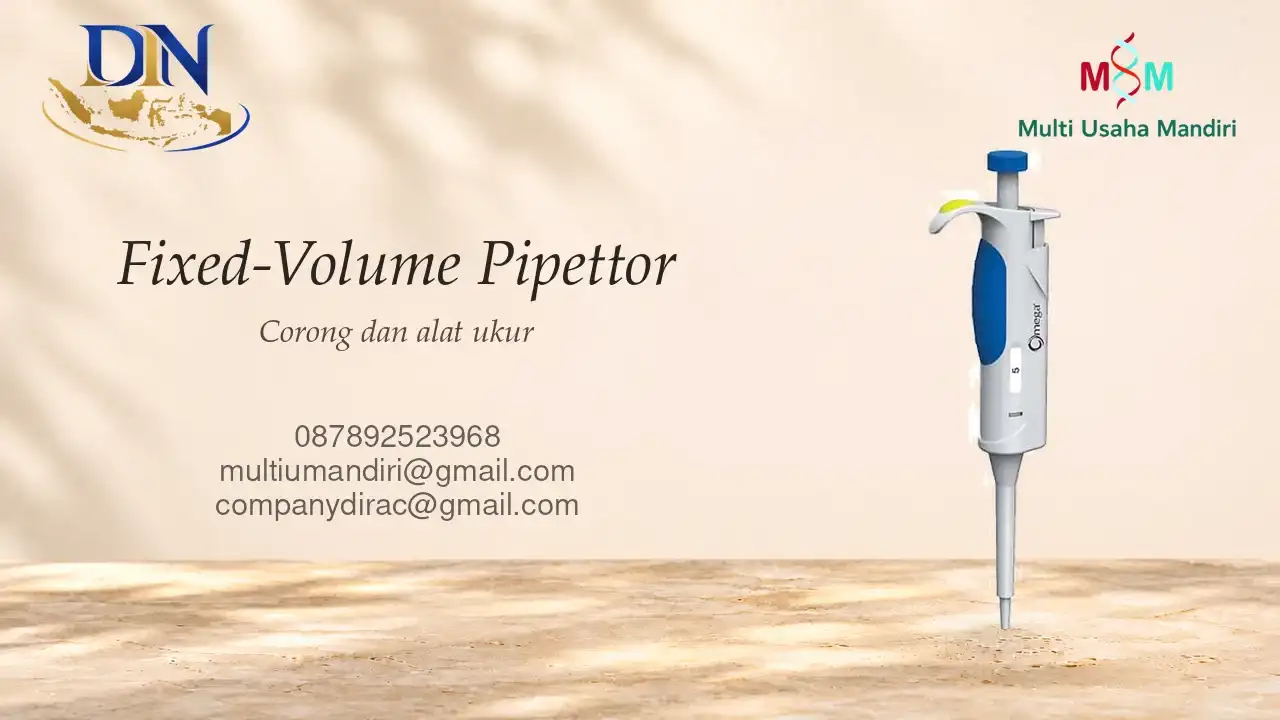 DIN
MSM
Multi Usaha Mandiri
Fixed-Volume Pipettor
Corong dan alat ukur
Omega
5
087892523968
multiumandiri@gmail.com
companydirac@gmail.com